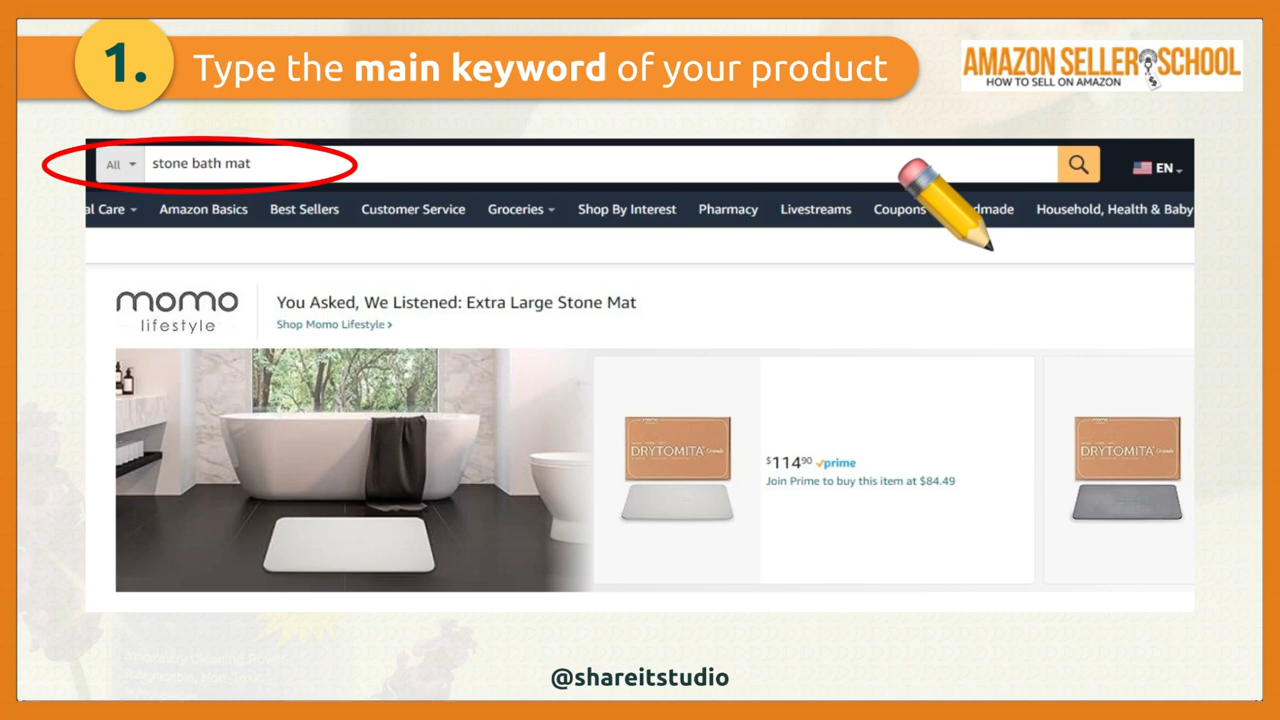 1.
Type the main keyword of your product
AMAZON SELLER SCHOOL
HOW TO SELL ON AMAZON
All
stone bath mat
EN
al Care
Amazon Basics
Best Sellers
Customer Service
Groceries
Shop By Interest
Pharmacy
Livestreams
Coupons
dmade
Household, Health & Baby
momo
lifestyle
You Asked, We Listened: Extra Large Stone Mat
Shop Momo Lifestyle ›
DRYTOMITA
$114.90 prime
Join Prime to buy this item at $84.49
DRYTOMITA
@shareitstudio